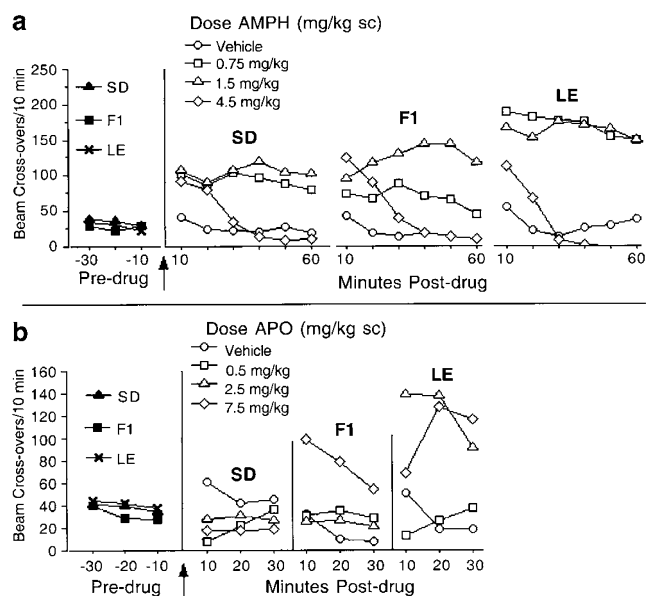 a
Dose AMPH (mg/kg sc)
Vehicle
0.75 mg/kg
1.5 mg/kg
4.5 mg/kg
Beam Cross-overs/10 min
250
200
150
100
50
0
SD
F1
LE
SD
F1
LE
-30 -20 -10
10 60
10 60
10 60
Pre-drug
Minutes Post-drug
b
Dose APO (mg/kg sc)
Vehicle
0.5 mg/kg
2.5 mg/kg
7.5 mg/kg
Beam Cross-overs/10 min
160
140
120
100
80
60
40
20
0
SD
F1
LE
SD
F1
LE
-30 -20 -10
10 20 30
10 20 30
10 20 30
Pre-drug
Minutes Post-drug